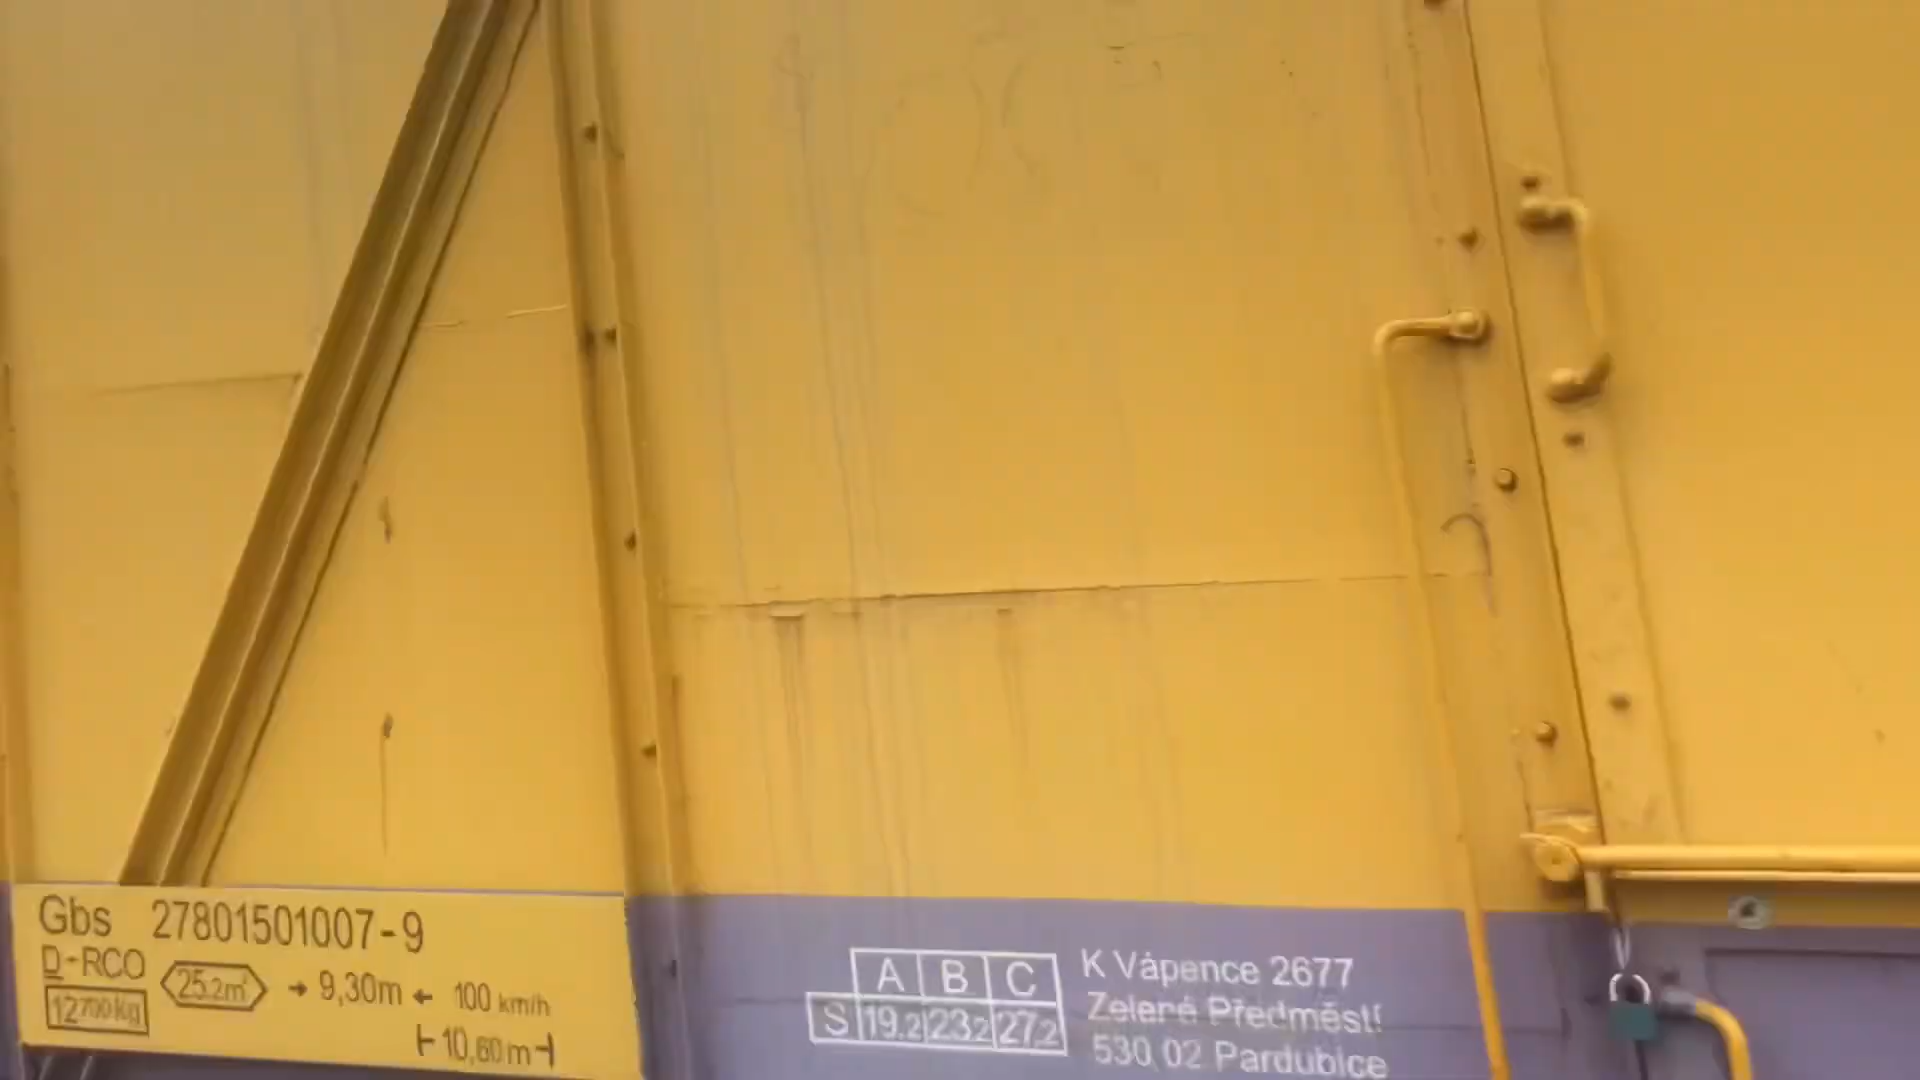 Gbs 27801501007-9
D-RCO
25.2m² → 9,30m ← 100 km/h
12700kg
10,60m
A B C
S 19.2 23.2 27.2
K Vápence 2677
Zelené Předměstí
530 02 Pardubice